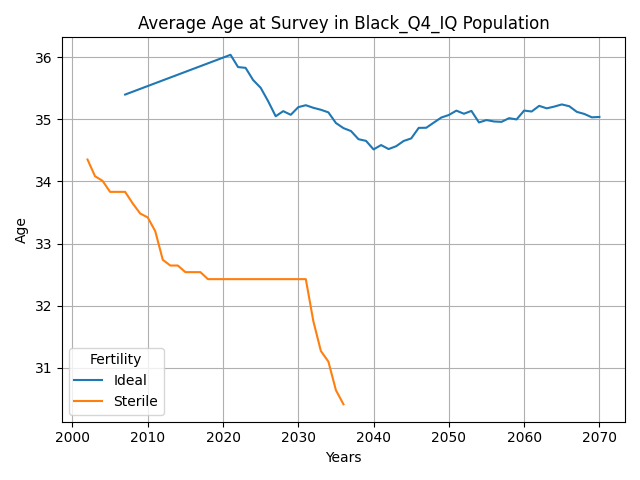 Average Age at Survey in Black_Q4_IQ Population
Age
36
35
34
33
32
31
Fertility
Ideal
Sterile
2000 2010 2020 2030 2040 2050 2060 2070
Years